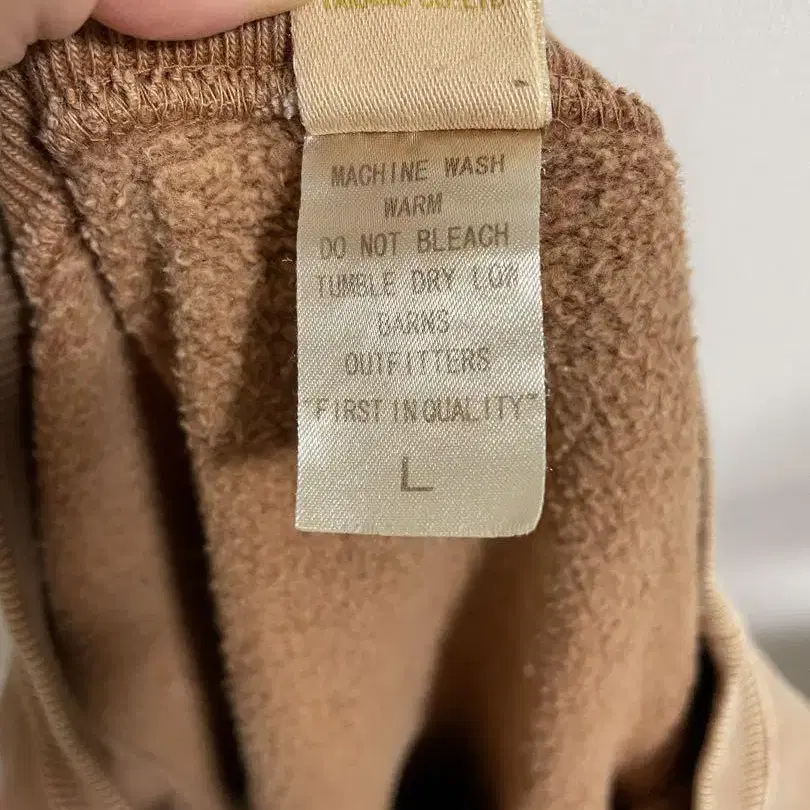 MACHINE WASH
WARM
DO NOT BLEACH
TUMBLE DRY LOW
BARNS
OUTFITTERS
"FIRST IN QUALITY"
L